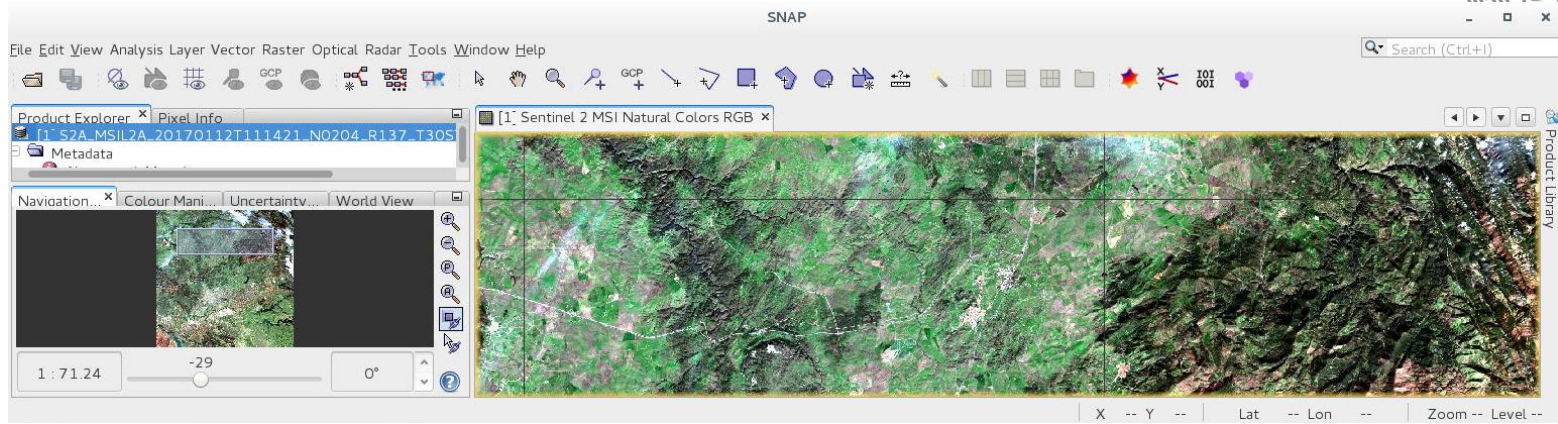 SNAP
File Edit View Analysis Layer Vector Raster Optical Radar Tools Window Help
Search (Ctrl+I)
GCP
GCP
Product Explorer × Pixel Info
[1] Sentinel 2 MSI Natural Colors RGB ×
[1] S2A_MSIL2A_20170112T111421_N0204_R137_T30S
Metadata
Product Library
Navigation... × Colour Mani... Uncertainty... World View
-29
1 : 71.24
0°
X -- Y -- Lat -- Lon -- Zoom -- Level --